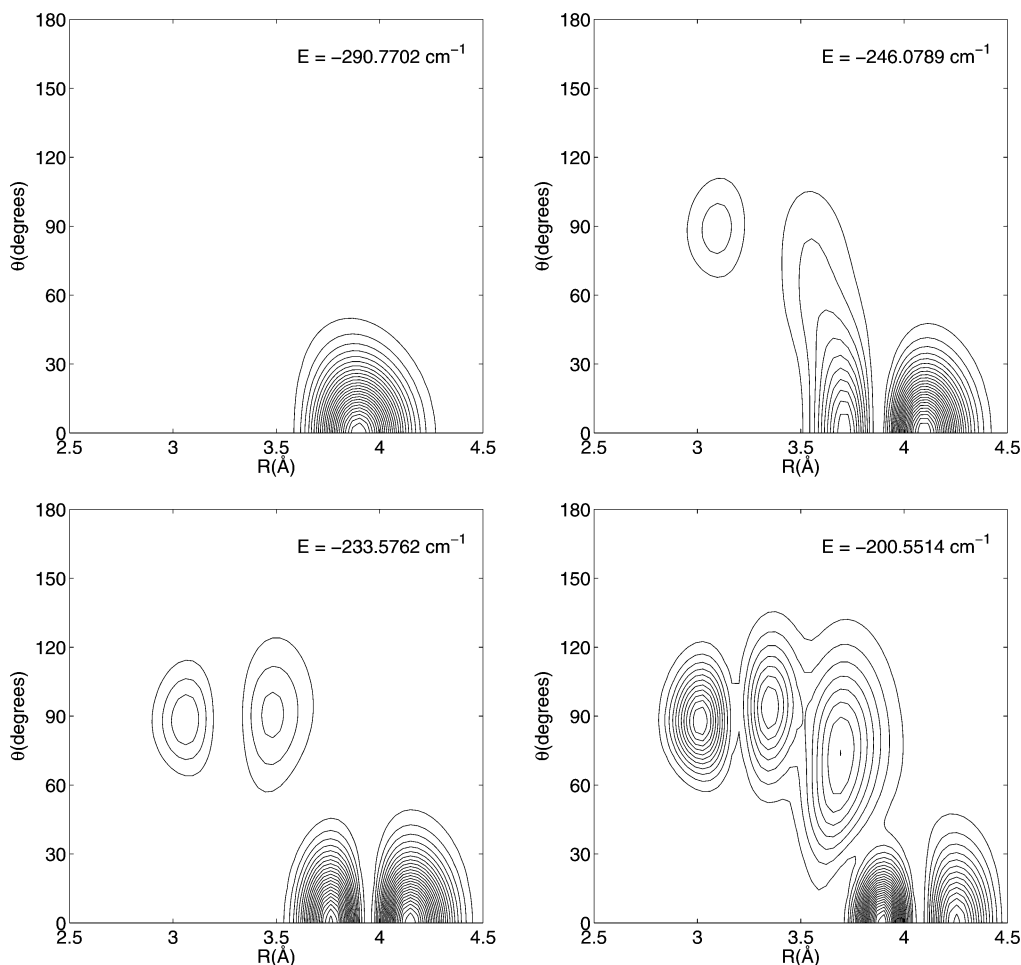 180
150
120
90
60
30
0
θ(degrees)
E = −290.7702 cm⁻¹
2.5 3 3.5 4 4.5
R(Å)
180
150
120
90
60
30
0
θ(degrees)
E = −246.0789 cm⁻¹
2.5 3 3.5 4 4.5
R(Å)
180
150
120
90
60
30
0
θ(degrees)
E = −233.5762 cm⁻¹
2.5 3 3.5 4 4.5
R(Å)
180
150
120
90
60
30
0
θ(degrees)
E = −200.5514 cm⁻¹
2.5 3 3.5 4 4.5
R(Å)